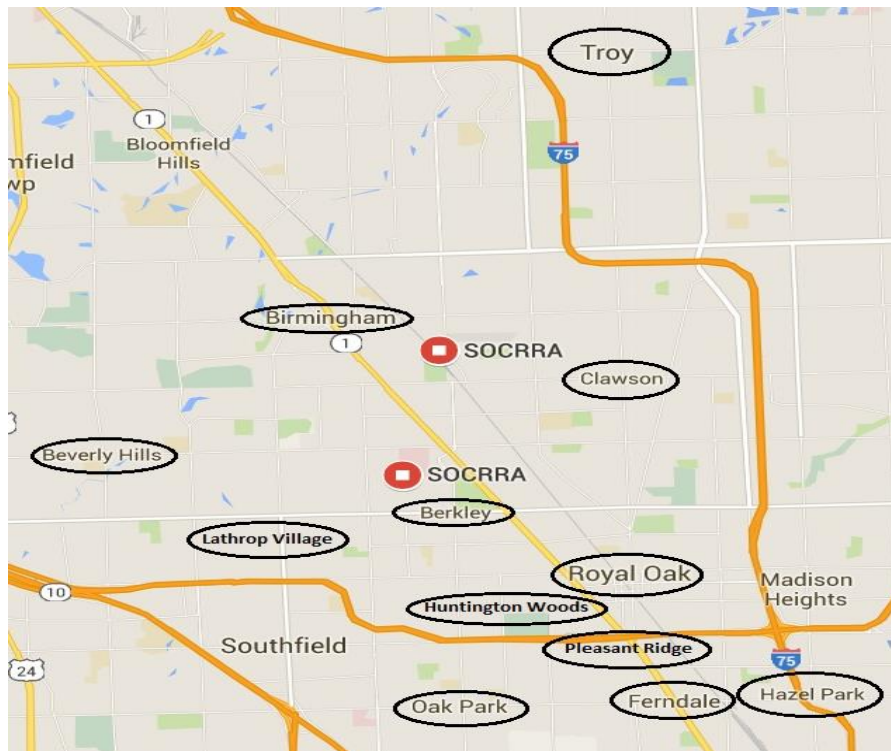 Troy
1
Bloomfield
Hills
75
mfield
wp
Birmingham
1
SOCRRA
Clawson
Beverly Hills
SOCRRA
Berkley
Lathrop Village
Royal Oak
Madison
Heights
10
Huntington Woods
Southfield
Pleasant Ridge
75
24
Oak Park
Ferndale
Hazel Park